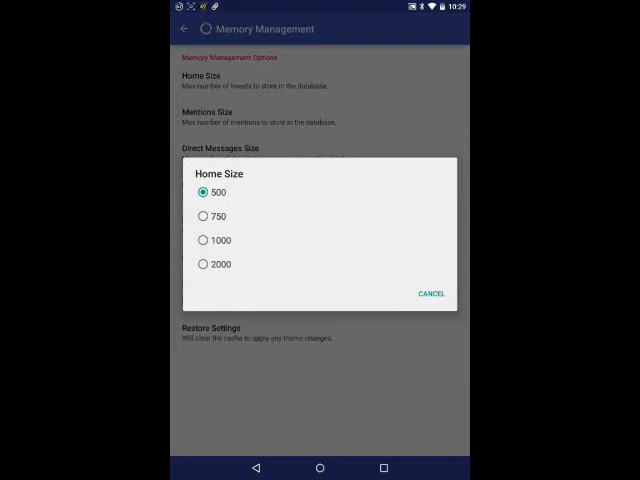 10:29
Memory Management
Memory Management Options
Home Size
Max number of tweets to store in the database.
Mentions Size
Max number of mentions to store in the database.
Direct Messages Size
Home Size
500
750
1000
2000
CANCEL
Restore Settings
Will clear the cache to apply any theme changes.